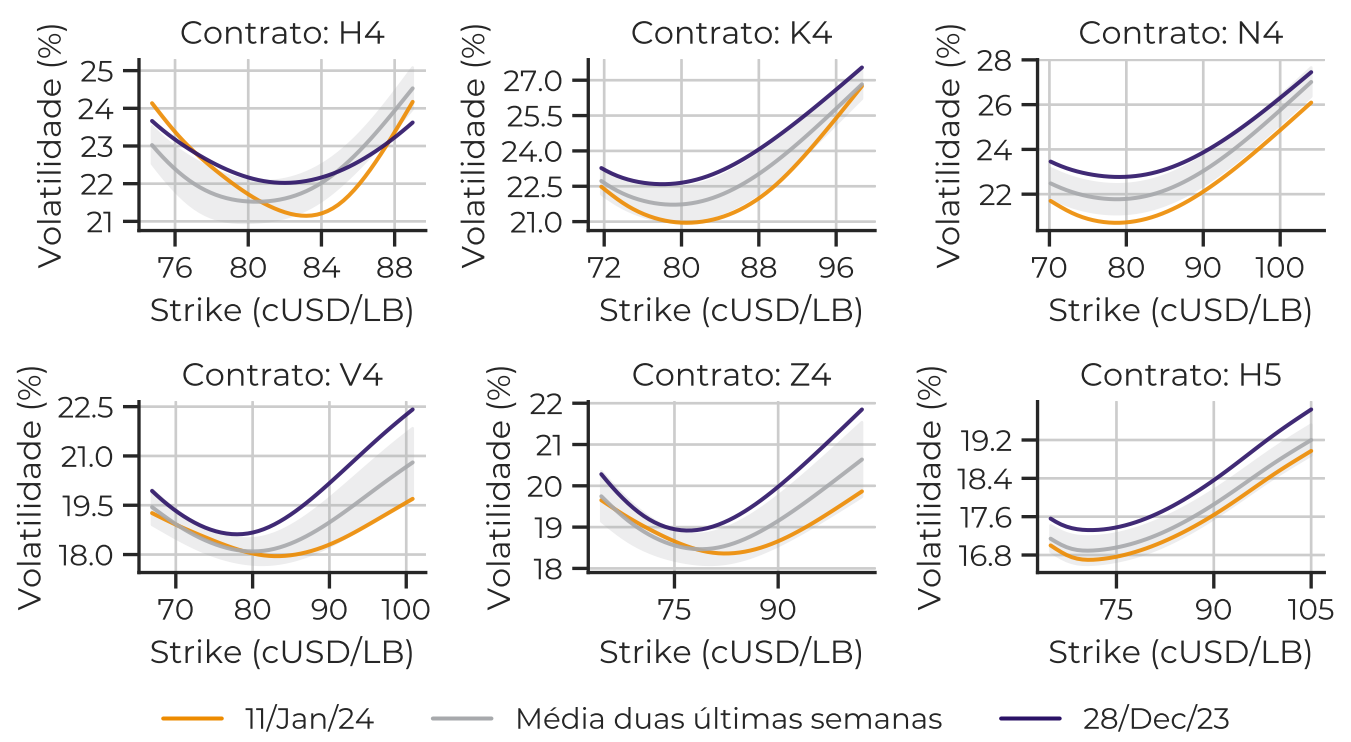 Contrato: H4
Volatilidade (%)
25
24
23
22
21
76 80 84 88
Strike (cUSD/LB)
Contrato: K4
Volatilidade (%)
27.0
25.5
24.0
22.5
21.0
72 80 88 96
Strike (cUSD/LB)
Contrato: N4
Volatilidade (%)
28
26
24
22
70 80 90 100
Strike (cUSD/LB)
Contrato: V4
Volatilidade (%)
22.5
21.0
19.5
18.0
70 80 90 100
Strike (cUSD/LB)
Contrato: Z4
Volatilidade (%)
22
21
20
19
18
75 90
Strike (cUSD/LB)
Contrato: H5
Volatilidade (%)
19.2
18.4
17.6
16.8
75 90 105
Strike (cUSD/LB)
11/Jan/24 Média duas últimas semanas 28/Dec/23